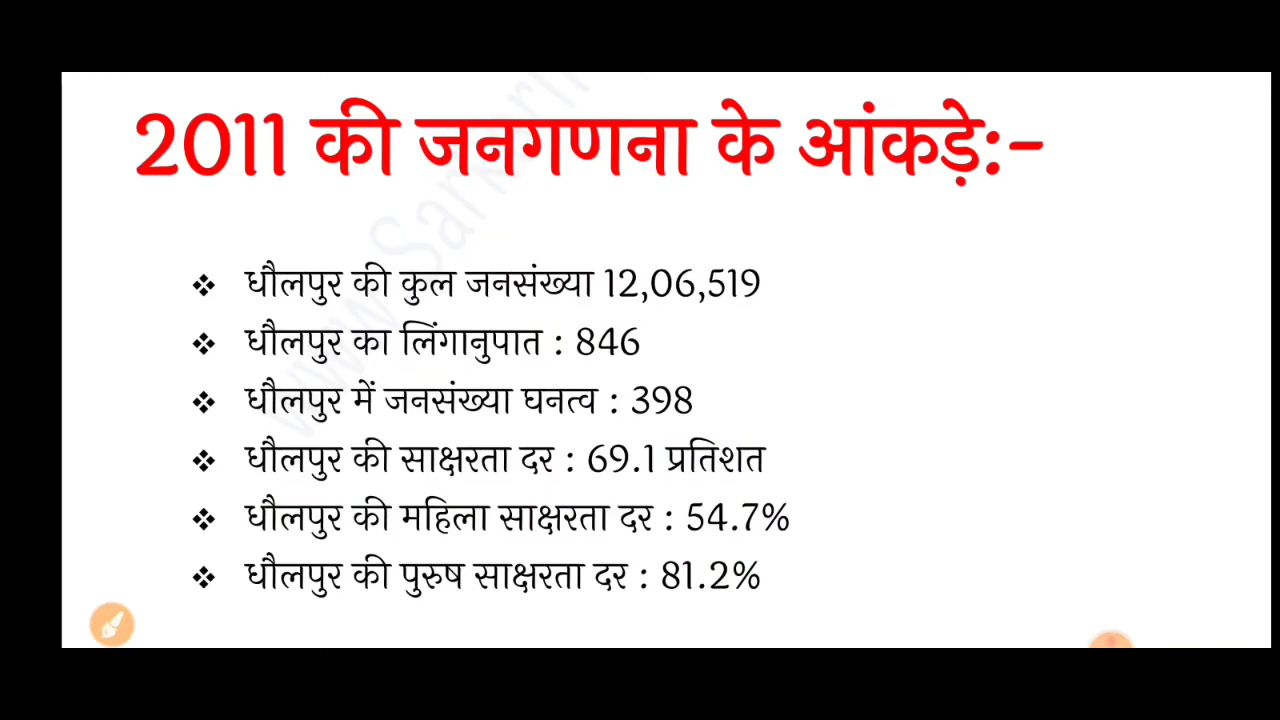 2011 की जनगणना के आंकड़े:-
❖ धौलपुर की कुल जनसंख्या 12,06,519
❖ धौलपुर का लिंगानुपात : 846
❖ धौलपुर में जनसंख्या घनत्व : 398
❖ धौलपुर की साक्षरता दर : 69.1 प्रतिशत
❖ धौलपुर की महिला साक्षरता दर : 54.7%
❖ धौलपुर की पुरुष साक्षरता दर : 81.2%